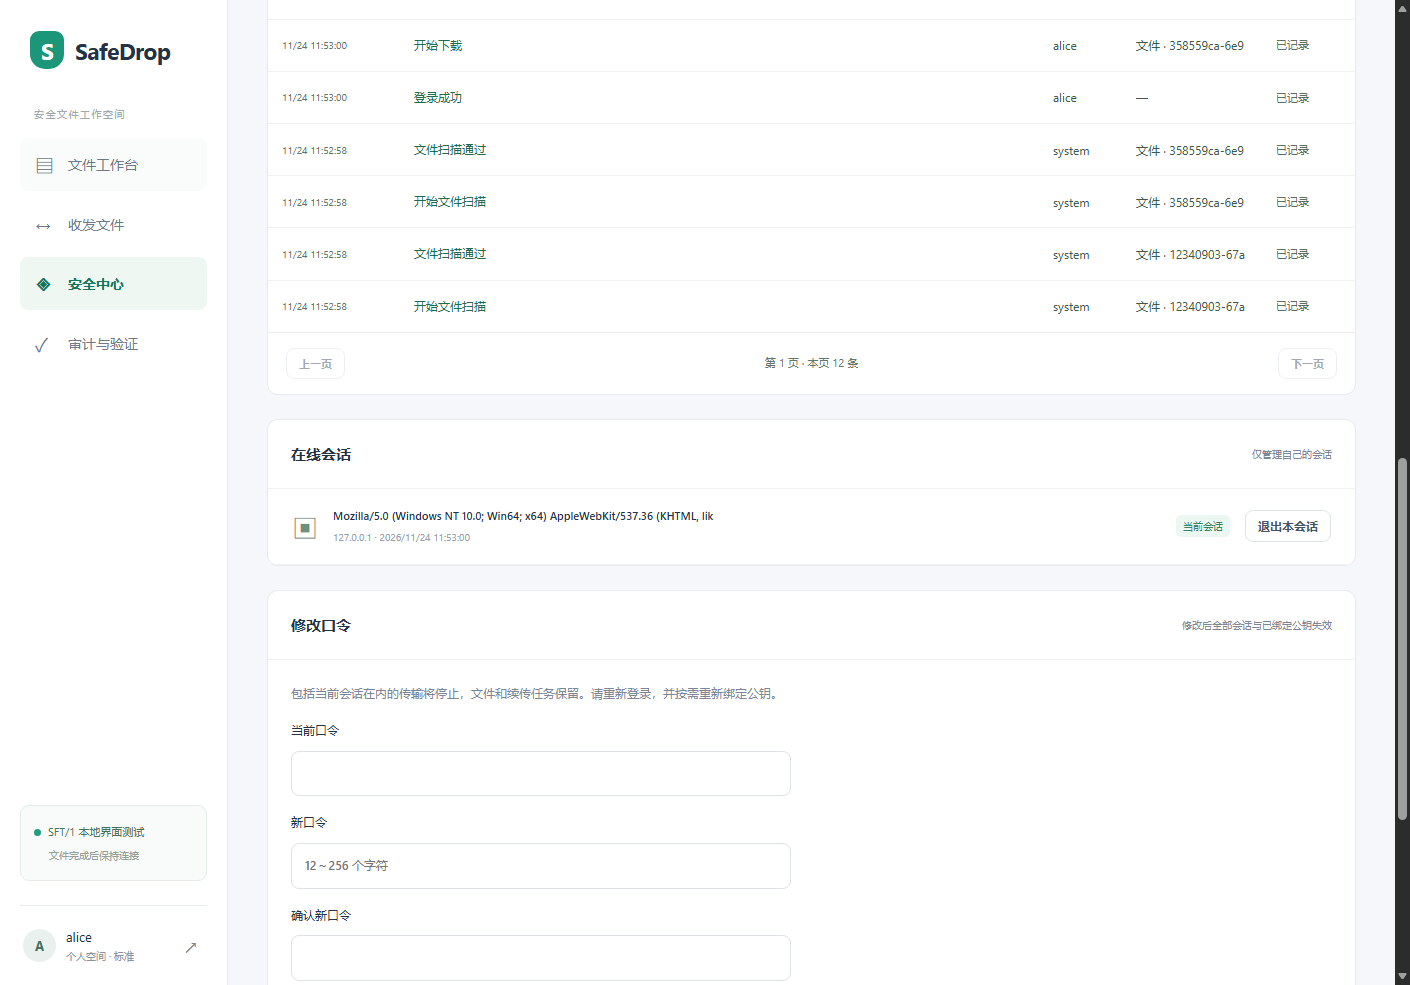 S SafeDrop
安全文件工作空间
文件工作台
收发文件
安全中心
审计与验证
SFT/1 本地界面测试
文件完成后保持连接
A
alice
个人空间 · 标准
11/24 11:53:00 开始下载 alice 文件 · 358559ca-6e9 已记录
11/24 11:53:00 登录成功 alice — 已记录
11/24 11:52:58 文件扫描通过 system 文件 · 358559ca-6e9 已记录
11/24 11:52:58 开始文件扫描 system 文件 · 358559ca-6e9 已记录
11/24 11:52:58 文件扫描通过 system 文件 · 12340903-67a 已记录
11/24 11:52:58 开始文件扫描 system 文件 · 12340903-67a 已记录
上一页 第 1 页 · 本页 12 条 下一页
在线会话 仅管理自己的会话
Mozilla/5.0 (Windows NT 10.0; Win64; x64) AppleWebKit/537.36 (KHTML, lik
127.0.0.1 · 2026/11/24 11:53:00
当前会话 退出本会话
修改口令 修改后全部会话与已绑定公钥失效
包括当前会话在内的传输将停止，文件和续传任务保留。请重新登录，并按需重新绑定公钥。
当前口令
新口令
12～256 个字符
确认新口令